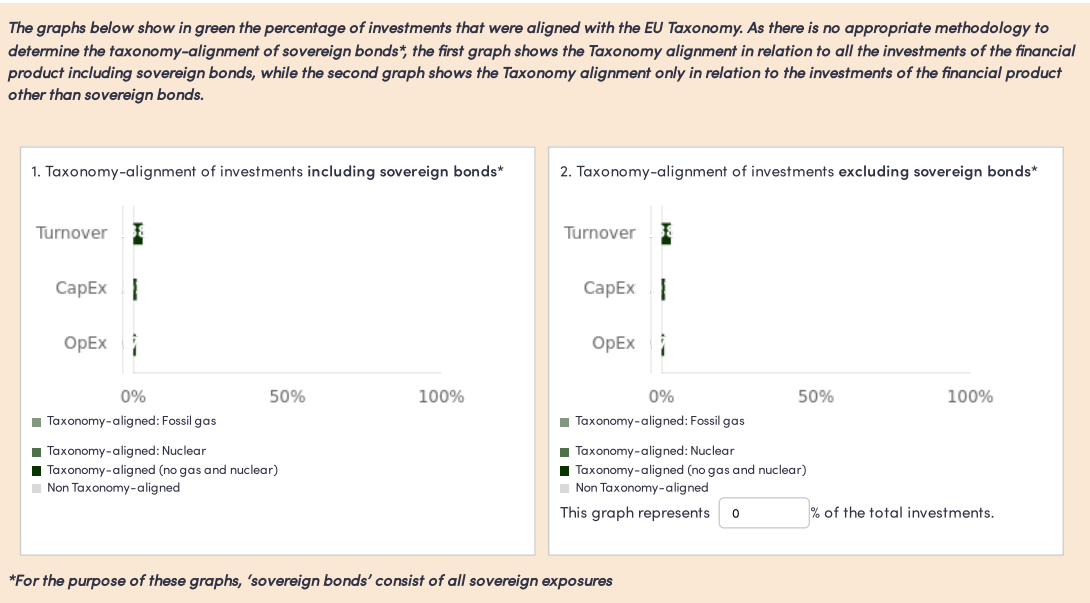 The graphs below show in green the percentage of investments that were aligned with the EU Taxonomy. As there is no appropriate methodology to
determine the taxonomy-alignment of sovereign bonds*, the first graph shows the Taxonomy alignment in relation to all the investments of the financial
product including sovereign bonds, while the second graph shows the Taxonomy alignment only in relation to the investments of the financial product
other than sovereign bonds.
1. Taxonomy-alignment of investments including sovereign bonds*
Turnover
CapEx
OpEx
0% 50% 100%
Taxonomy-aligned: Fossil gas
Taxonomy-aligned: Nuclear
Taxonomy-aligned (no gas and nuclear)
Non Taxonomy-aligned
2. Taxonomy-alignment of investments excluding sovereign bonds*
Turnover
CapEx
OpEx
0% 50% 100%
Taxonomy-aligned: Fossil gas
Taxonomy-aligned: Nuclear
Taxonomy-aligned (no gas and nuclear)
Non Taxonomy-aligned
This graph represents 0 % of the total investments.
*For the purpose of these graphs, ‘sovereign bonds’ consist of all sovereign exposures